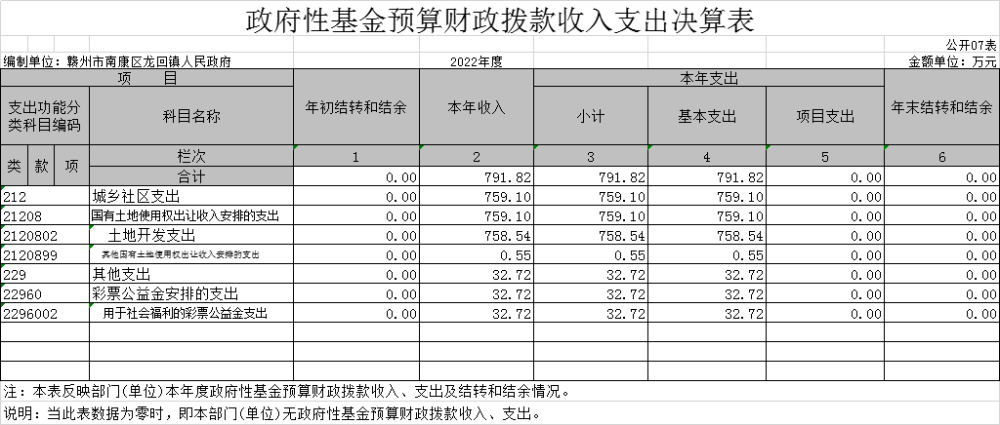 政府性基金预算财政拨款收入支出决算表
公开07表
编制单位：赣州市南康区龙回镇人民政府 2022年度 金额单位：万元
项 目 年初结转和结余 本年收入 本年支出 年末结转和结余
支出功能分类科目编码 科目名称 小计 基本支出 项目支出
类 款 项 栏次 1 2 3 4 5 6
合计 0.00 791.82 791.82 791.82 0.00 0.00
212 城乡社区支出 0.00 759.10 759.10 759.10 0.00 0.00
21208 国有土地使用权出让收入安排的支出 0.00 759.10 759.10 759.10 0.00 0.00
2120802 土地开发支出 0.00 758.54 758.54 758.54 0.00 0.00
2120899 其他国有土地使用权出让收入安排的支出 0.00 0.55 0.55 0.55 0.00 0.00
229 其他支出 0.00 32.72 32.72 32.72 0.00 0.00
22960 彩票公益金安排的支出 0.00 32.72 32.72 32.72 0.00 0.00
2296002 用于社会福利的彩票公益金支出 0.00 32.72 32.72 32.72 0.00 0.00
注：本表反映部门(单位)本年度政府性基金预算财政拨款收入、支出及结转和结余情况。
说明：当此表数据为零时，即本部门(单位)无政府性基金预算财政拨款收入、支出。